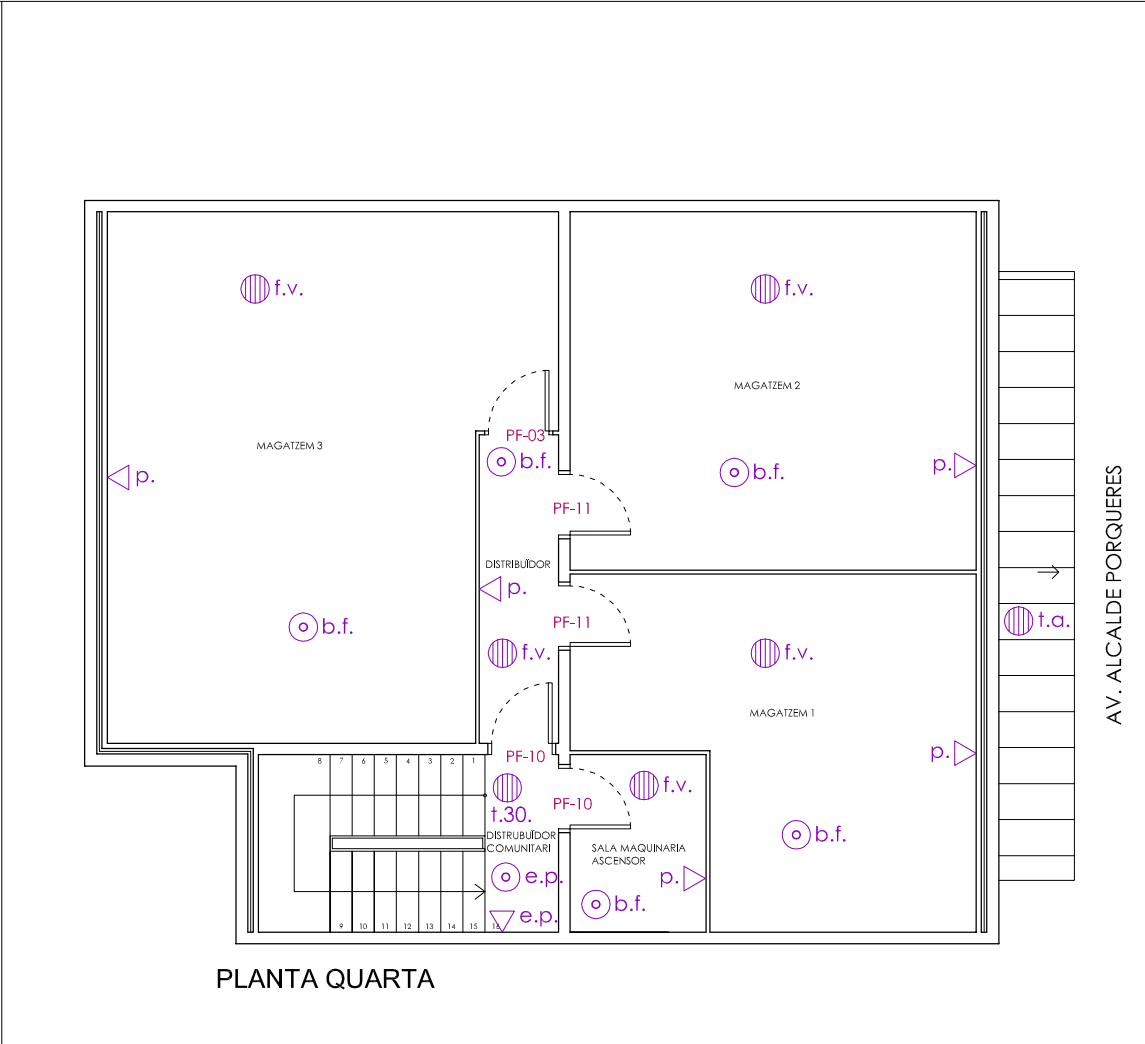 f.v.
f.v.
MAGATZEM 2
PF-03
MAGATZEM 3
b.f.
p.
b.f.
p.
PF-11
AV. ALCALDE PORQUERES
DISTRIBUÏDOR
p.
b.f.
PF-11
t.a.
f.v.
f.v.
MAGATZEM 1
PF-10
p.
8 7 6 5 4 3 2 1
f.v.
t.30.
PF-10
DISTRUBUÏDOR
COMUNITARI
b.f.
SALA MAQUINARIA
ASCENSOR
e.p.
p.
b.f.
e.p.
9 10 11 12 13 14 15 16
PLANTA QUARTA